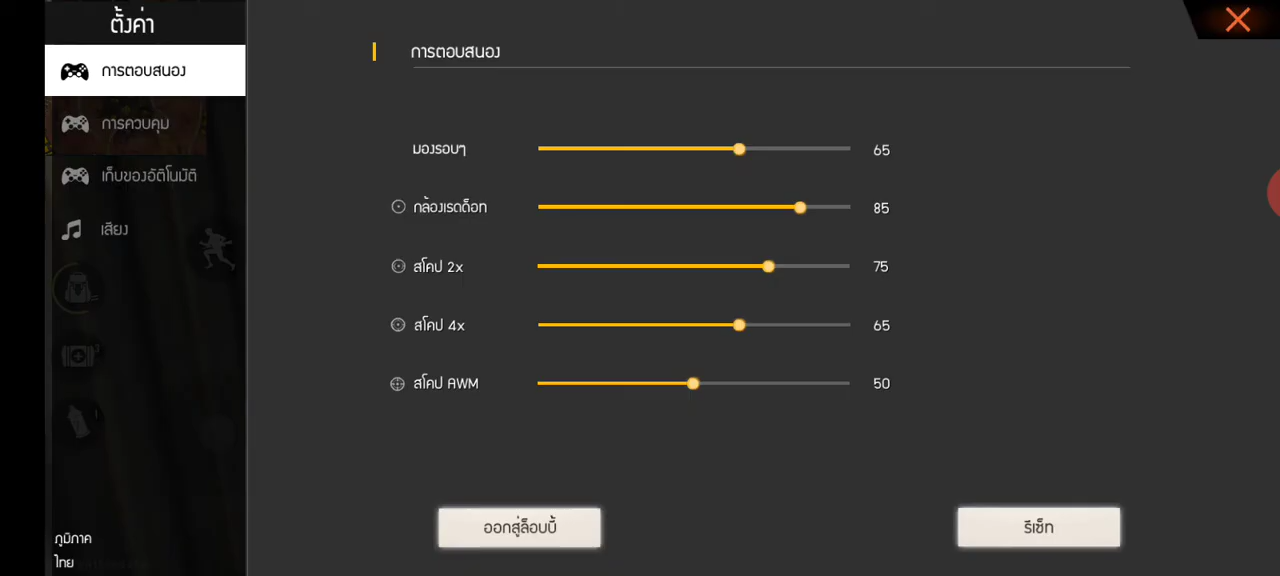 ตั้งค่า
การตอบสนอง
การควบคุม
เก็บของอัติโนมัติ
เสียง
ภูมิภาค
ไทย
การตอบสนอง
มองรอบๆ 65
กล้องเรดด็อท 85
สโคป 2x 75
สโคป 4x 65
สโคป AWM 50
ออกสู่ล็อบบี้
รีเซ็ท